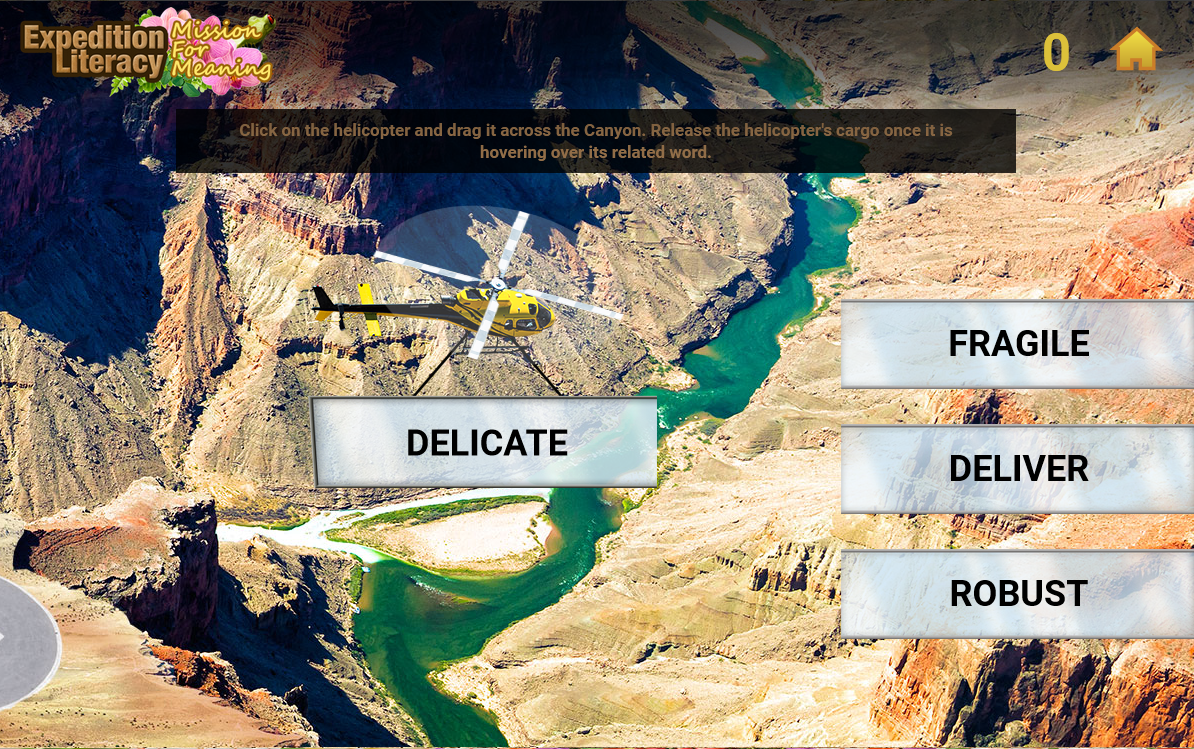 Expedition
Literacy
Mission
For
Meaning
0
Click on the helicopter and drag it across the Canyon. Release the helicopter's cargo once it is
hovering over its related word.
DELICATE
FRAGILE
DELIVER
ROBUST